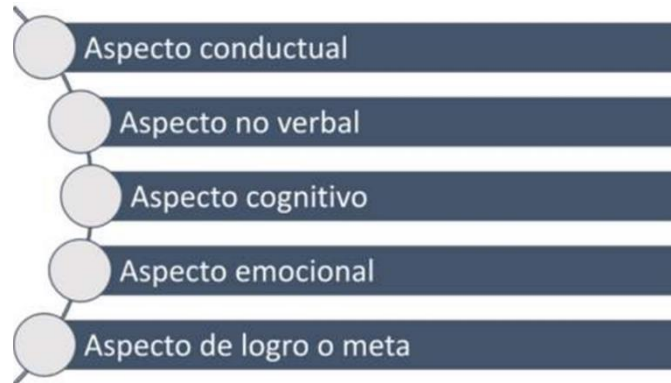 Aspecto conductual
Aspecto no verbal
Aspecto cognitivo
Aspecto emocional
Aspecto de logro o meta